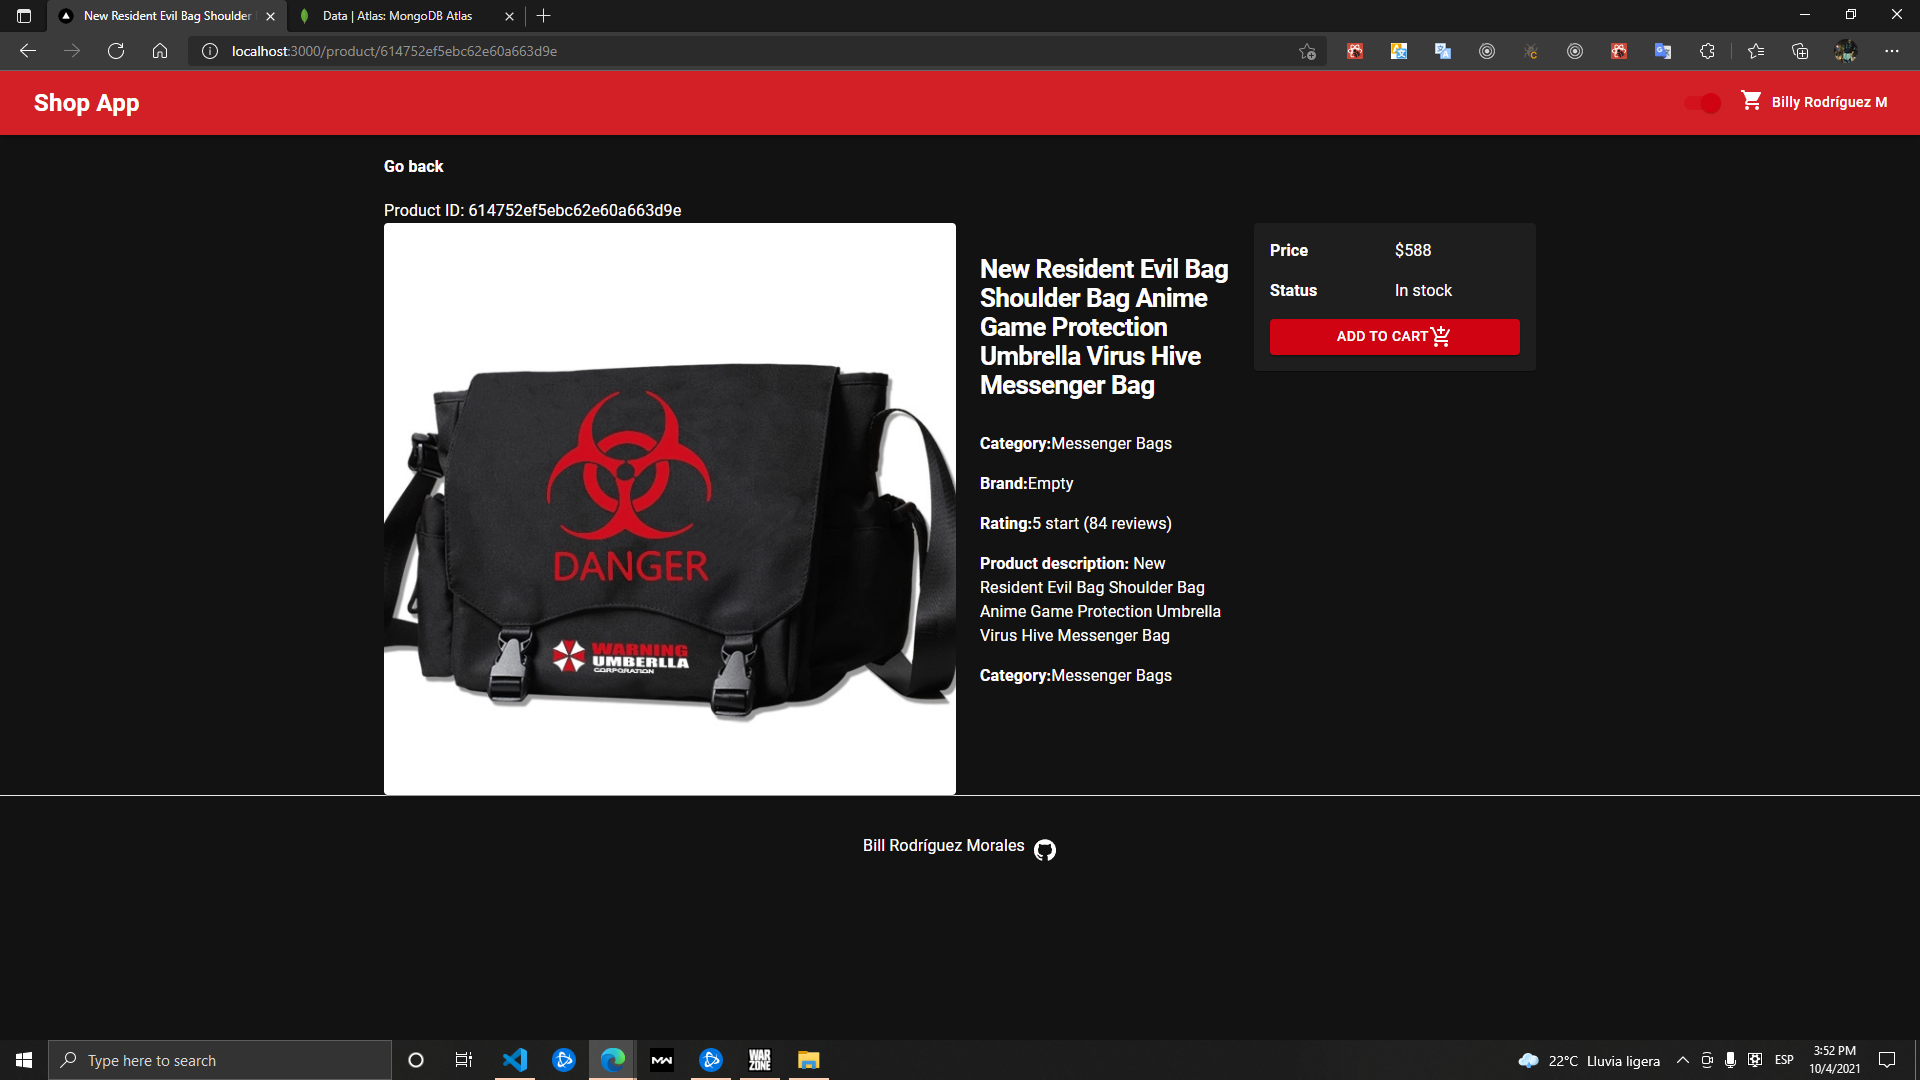 New Resident Evil Bag Shoulder
Data | Atlas: MongoDB Atlas
localhost:3000/product/614752ef5ebc62e60a663d9e
Shop App
Billy Rodríguez M
Go back
Product ID: 614752ef5ebc62e60a663d9e
DANGER
WARNING
UMBERLLA
CORPORATION
New Resident Evil Bag
Shoulder Bag Anime
Game Protection
Umbrella Virus Hive
Messenger Bag
Category:Messenger Bags
Brand:Empty
Rating:5 start (84 reviews)
Product description: New
Resident Evil Bag Shoulder Bag
Anime Game Protection Umbrella
Virus Hive Messenger Bag
Category:Messenger Bags
Price $588
Status In stock
ADD TO CART
Bill Rodríguez Morales
Type here to search
WAR
ZONE
22°C Lluvia ligera
ESP
3:52 PM
10/4/2021